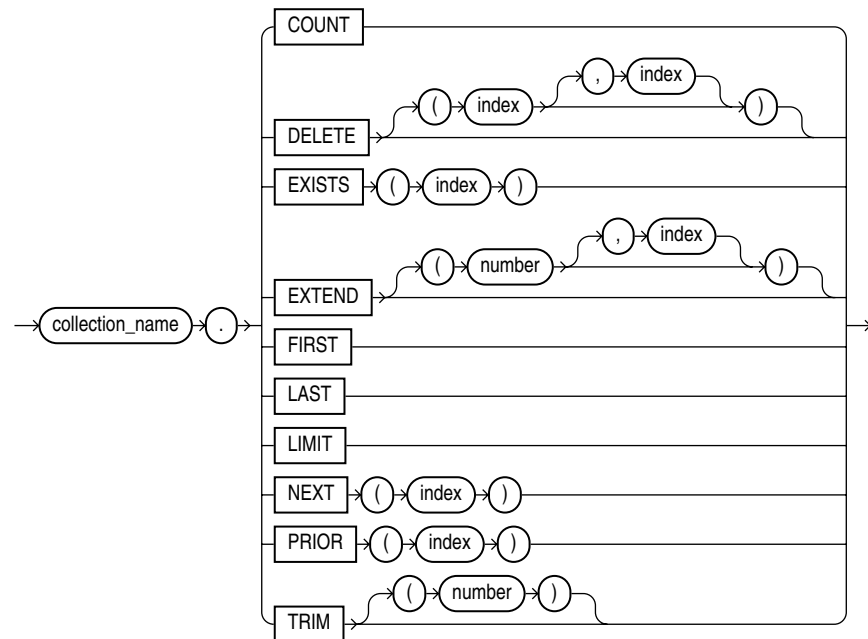 COUNT
, index
( index )
DELETE
EXISTS ( index )
, index
( number )
EXTEND
collection_name .
FIRST
LAST
LIMIT
NEXT ( index )
PRIOR ( index )
( number )
TRIM